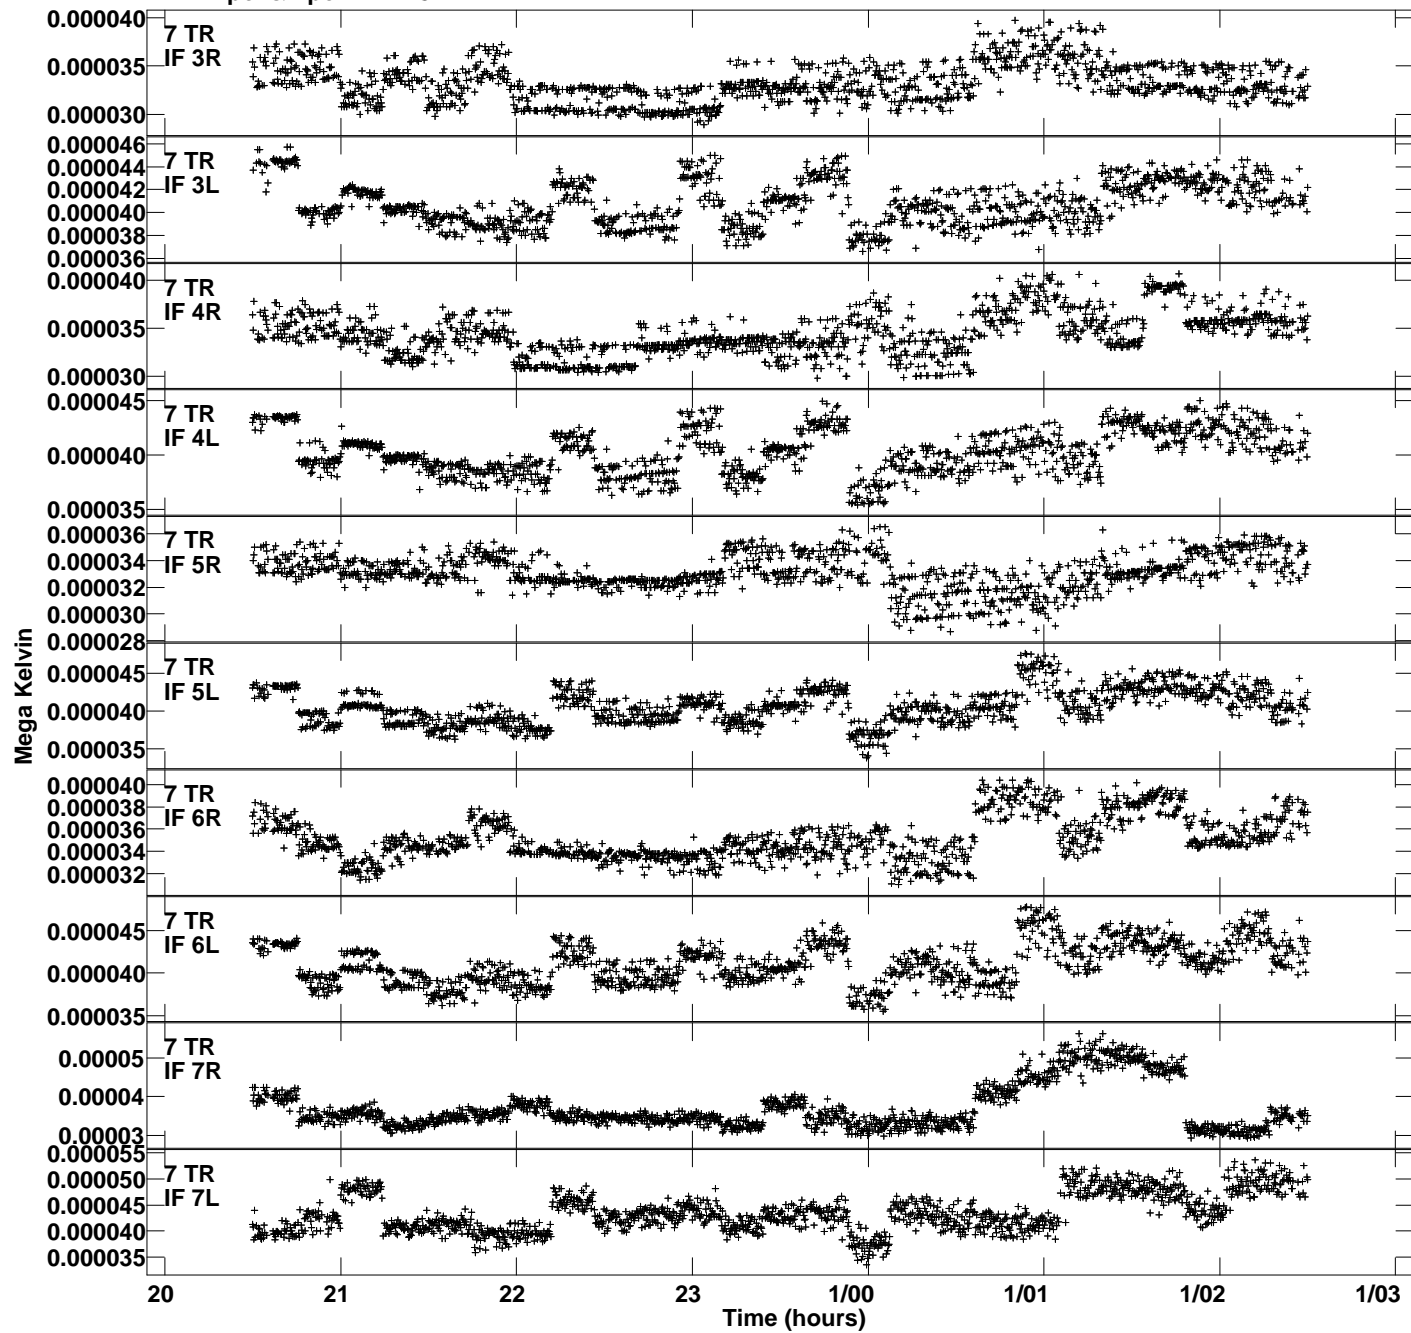 0.000040
0.000035
0.000030
7 TR
IF 3R
0.000046
0.000044
0.000042
0.000040
0.000038
0.000036
7 TR
IF 3L
0.000040
0.000035
0.000030
7 TR
IF 4R
0.000045
0.000040
0.000035
7 TR
IF 4L
0.000036
0.000034
0.000032
0.000030
0.000028
7 TR
IF 5R
0.000045
0.000040
0.000035
7 TR
IF 5L
0.000040
0.000038
0.000036
0.000034
0.000032
7 TR
IF 6R
0.000045
0.000040
0.000035
7 TR
IF 6L
0.00005
0.00004
0.00003
7 TR
IF 7R
0.000055
0.000050
0.000045
0.000040
0.000035
7 TR
IF 7L
Mega Kelvin
20 21 22 23 1/00 1/01 1/02 1/03
Time (hours)